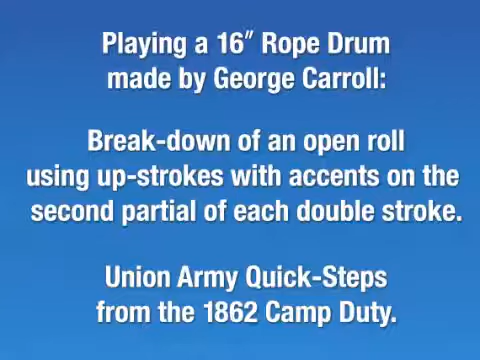 Playing a 16″ Rope Drum
made by George Carroll:
Break-down of an open roll
using up-strokes with accents on the
second partial of each double stroke.
Union Army Quick-Steps
from the 1862 Camp Duty.